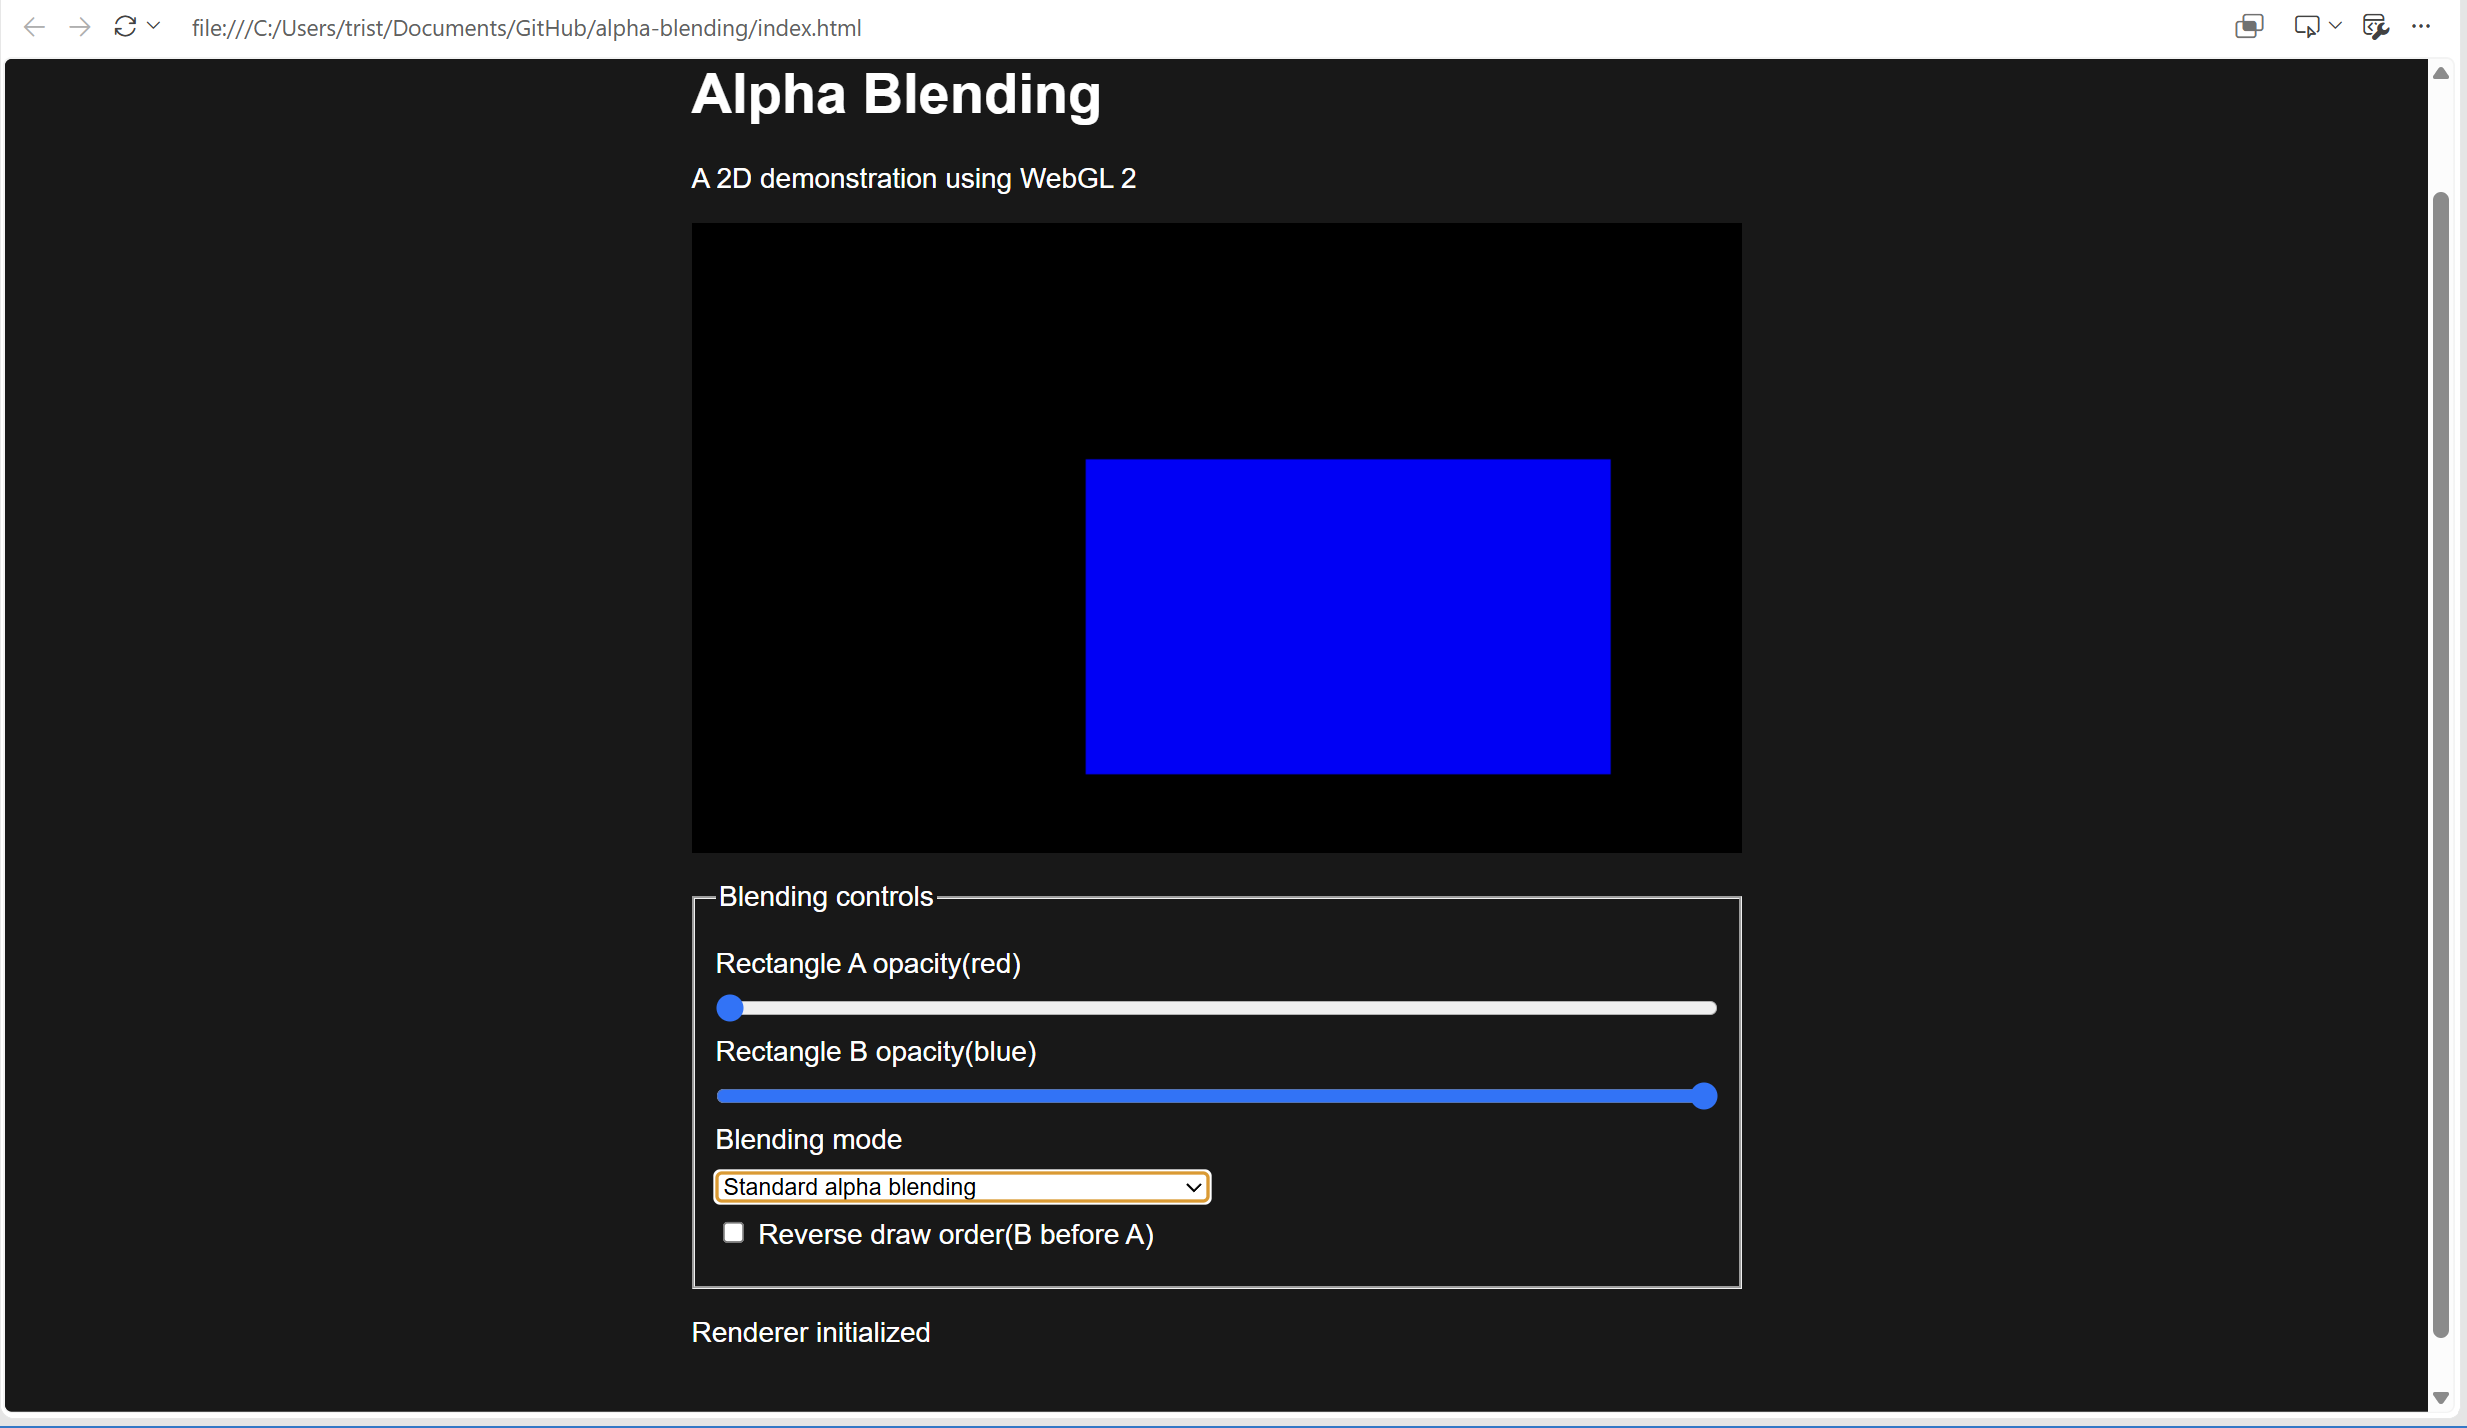 file:///C:/Users/trist/Documents/GitHub/alpha-blending/index.html
Alpha Blending
A 2D demonstration using WebGL 2
Blending controls
Rectangle A opacity(red)
Rectangle B opacity(blue)
Blending mode
Standard alpha blending
Reverse draw order(B before A)
Renderer initialized